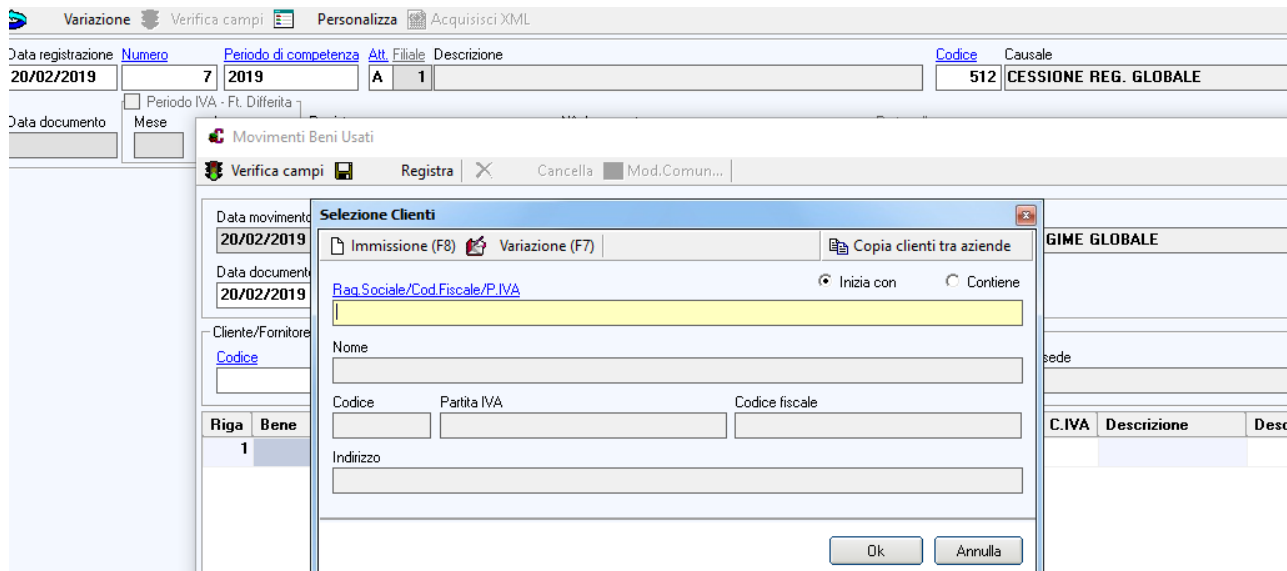 Variazione Verifica campi Personalizza Acquisisci XML
Data registrazione Numero Periodo di competenza Att. Filiale Descrizione Codice Causale
20/02/2019 7 2019 A 1 512 CESSIONE REG. GLOBALE
Periodo IVA - Ft. Differita
Data documento Mese
Movimenti Beni Usati
Verifica campi Registra Cancella Mod.Comun...
Data movimento Selezione Clienti
20/02/2019 Immissione (F8) Variazione (F7) Copia clienti tra aziende GIME GLOBALE
Data documento Inizia con Contiene
20/02/2019 Rag.Sociale/Cod.Fiscale/P.IVA
Cliente/Fornitore
Nome
Codice sede
Codice Partita IVA Codice fiscale
Riga Bene C.IVA Descrizione Desc
1
Indirizzo
Ok Annulla